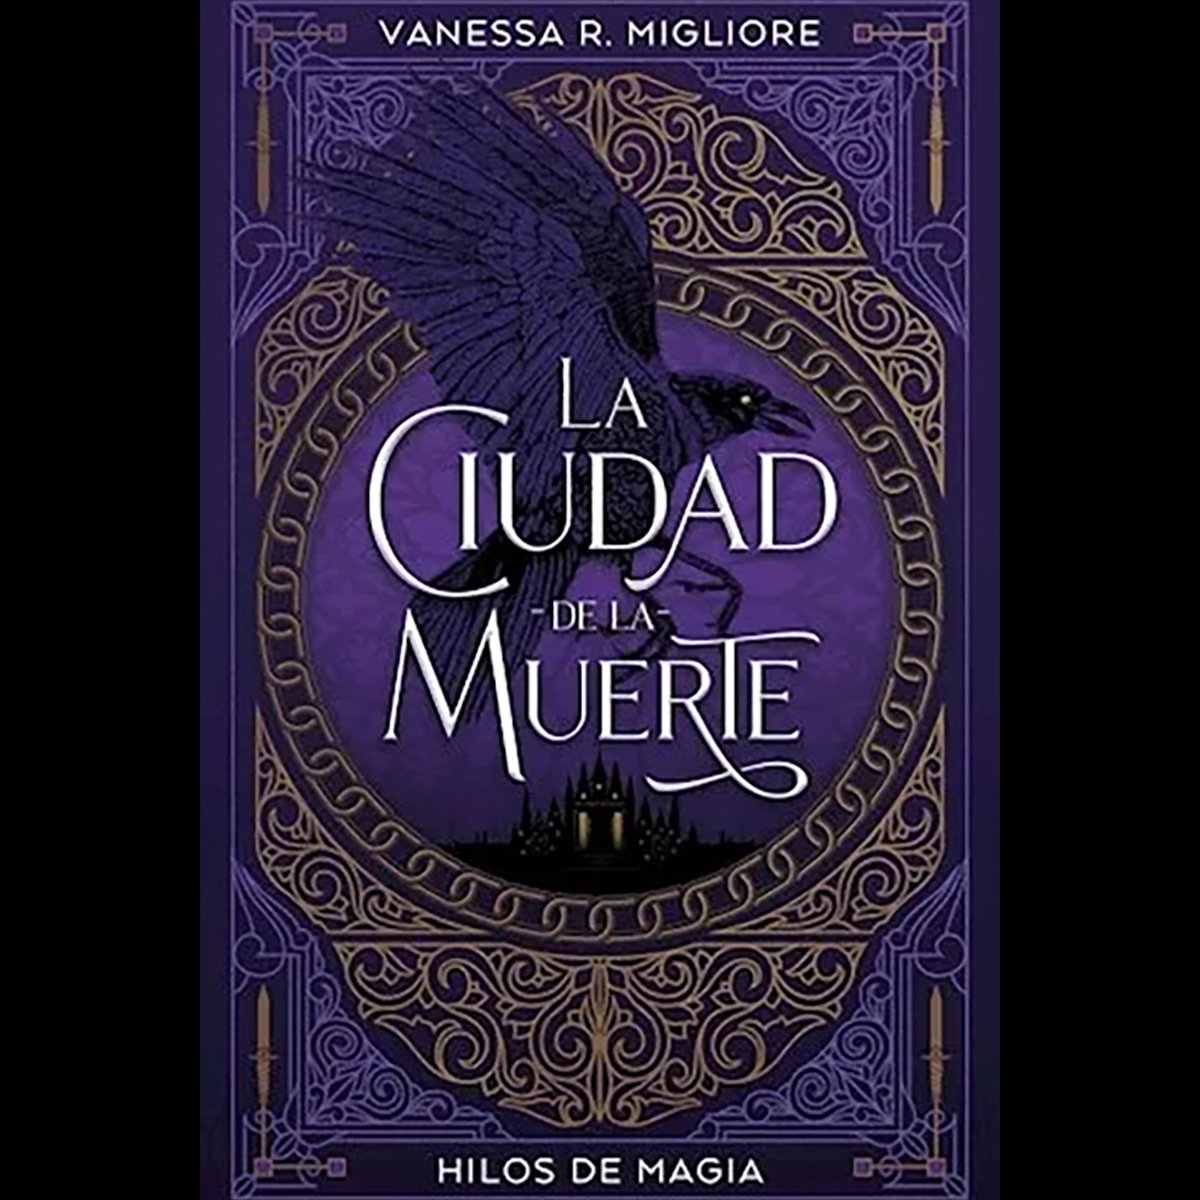 VANESSA R. MIGLIORE
LA
CIUDAD
-DE LA-
MUERTE
HILOS DE MAGIA